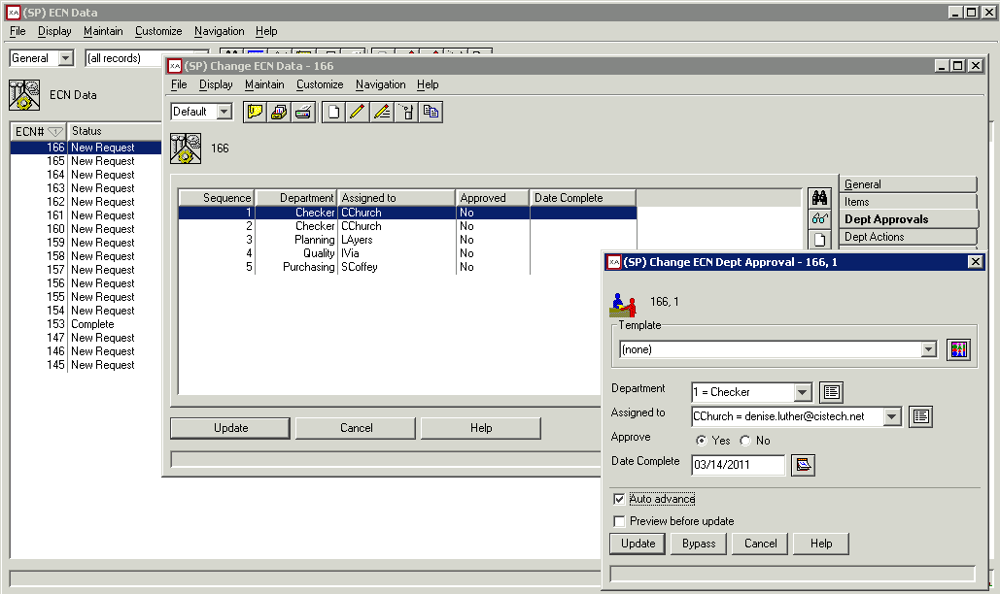 XA (SP) ECN Data
File Display Maintain Customize Navigation Help
General (all records)
ECN Data
ECN# 1 Status
166 New Request
165 New Request
164 New Request
163 New Request
162 New Request
161 New Request
160 New Request
159 New Request
158 New Request
157 New Request
156 New Request
155 New Request
154 New Request
153 Complete
147 New Request
146 New Request
145 New Request
XA (SP) Change ECN Data - 166
File Display Maintain Customize Navigation Help
Default
166
Sequence Department Assigned to Approved Date Complete
1 Checker CChurch No
2 Checker CChurch No
3 Planning LAyers No
4 Quality IVia No
5 Purchasing SCoffey No
General
Items
Dept Approvals
Dept Actions
Update Cancel Help
XA (SP) Change ECN Dept Approval - 166, 1
166, 1
Template
(none)
Department 1 = Checker
Assigned to CChurch = denise.luther@cistech.net
Approve Yes No
Date Complete 03/14/2011
Auto advance
Preview before update
Update Bypass Cancel Help